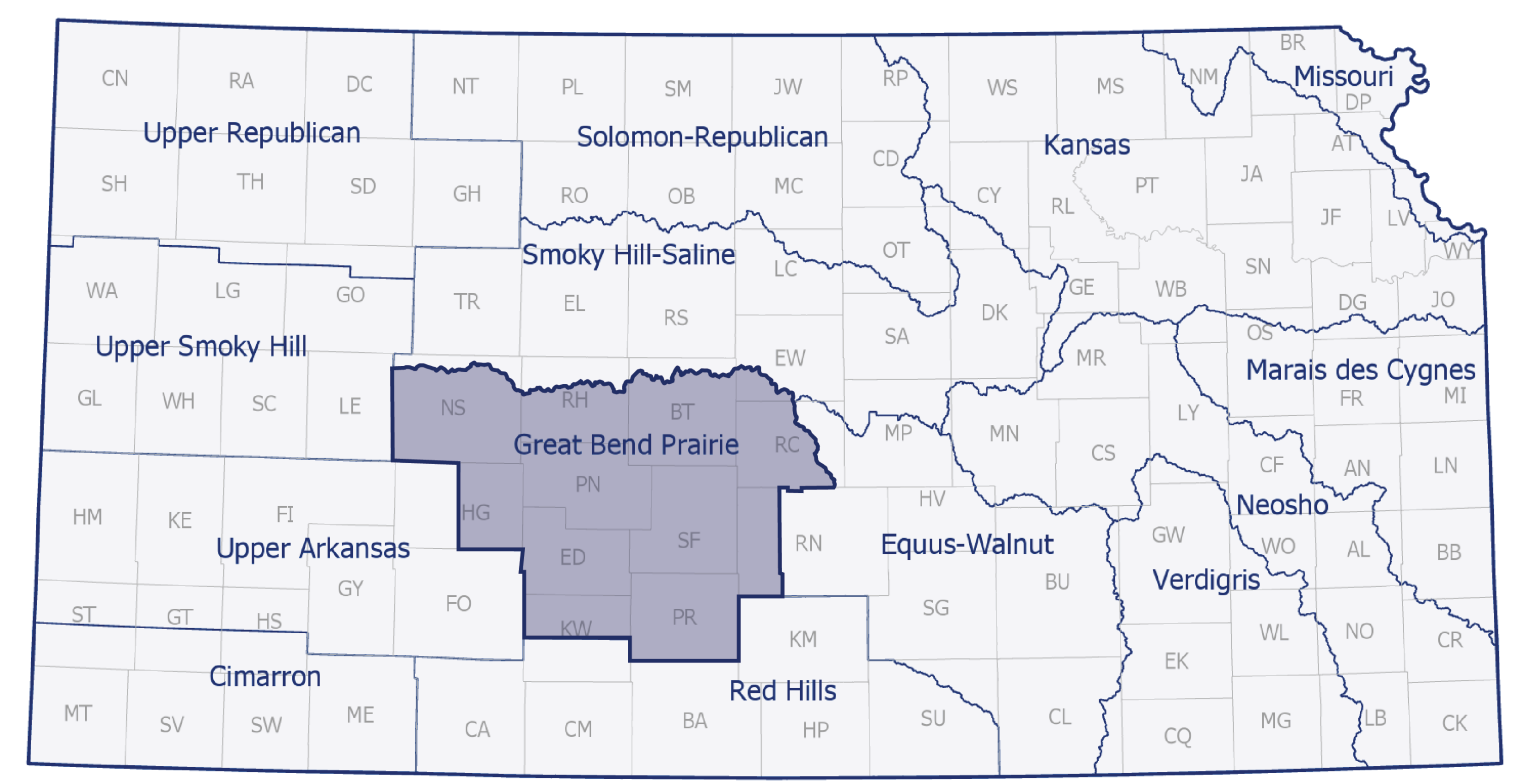 BR
CN RA DC NT PL SM JW RP WS MS NM Missouri
DP
Upper Republican Solomon-Republican Kansas AT
SH TH SD GH RO OB MC CD CY RL PT JA JF LV
Smoky Hill-Saline OT WY
WA LG GO TR EL RS LC DK GE WB SN DG JO
Upper Smoky Hill EW SA MR OS
Marais des Cygnes
GL WH SC LE NS RH BT MP MN LY FR MI
Great Bend Prairie RC CS CF AN LN
HM KE FI HG PN HV Neosho
Upper Arkansas ED SF RN Equus-Walnut GW WO AL BB
GY FO BU Verdigris
ST GT HS KW PR KM SG WL NO CR
Cimarron Red Hills EK
MT SV SW ME CA CM BA HP SU CL CQ MG LB CK